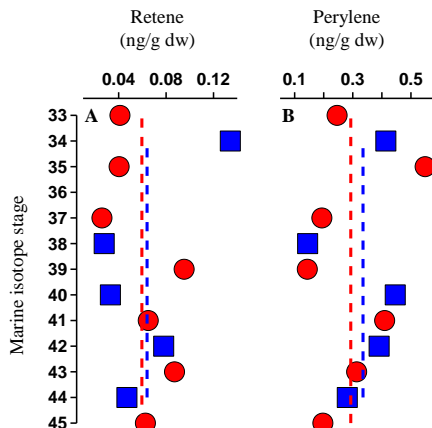 Retene Perylene
(ng/g dw) (ng/g dw)
0.04 0.08 0.12 0.1 0.3 0.5
33 A B
34
35
36
37
38
39
40
41
42
43
44
45
Marine isotope stage